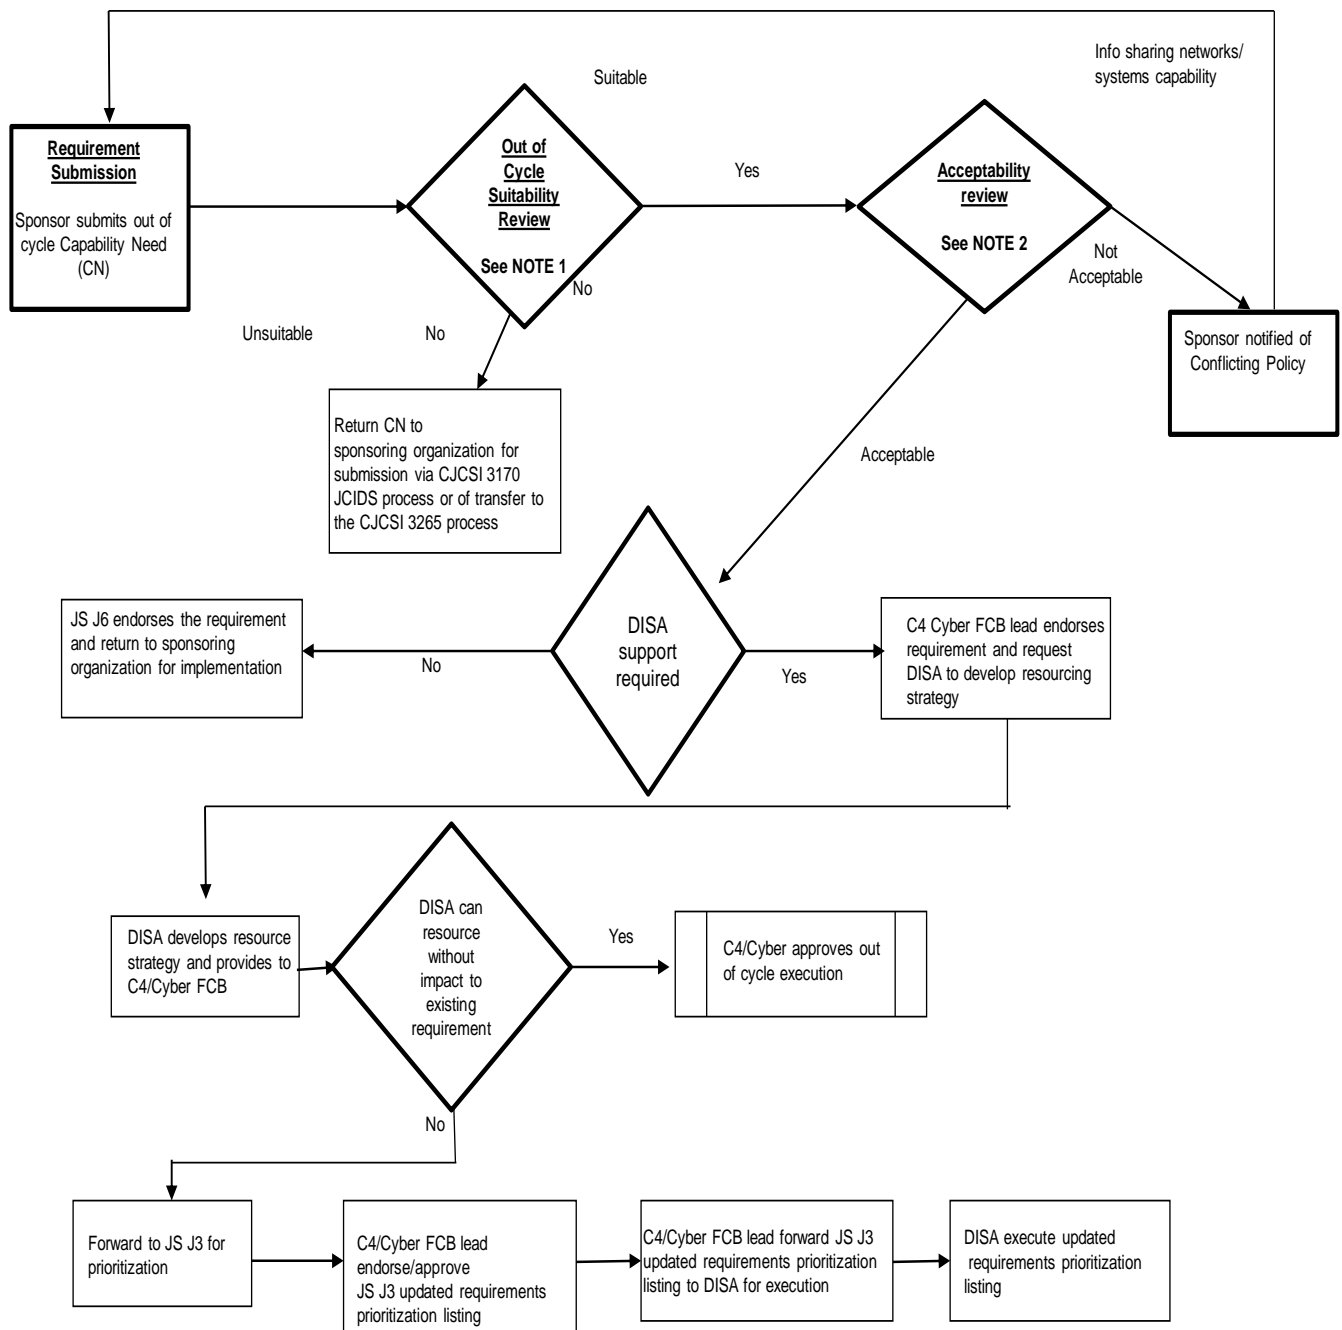 Info sharing networks/
systems capability
Suitable
Requirement
Submission
Sponsor submits out of
cycle Capability Need
(CN)
Out of
Cycle
Suitability
Review
See NOTE 1
Yes
Acceptability
review
See NOTE 2
Not
Acceptable
No
Unsuitable
No
Sponsor notified of
Conflicting Policy
Return CN to
sponsoring organization for
submission via CJCSI 3170
JCIDS process or of transfer to
the CJCSI 3265 process
Acceptable
JS J6 endorses the requirement
and return to sponsoring
organization for implementation
No
DISA
support
required
Yes
C4 Cyber FCB lead endorses
requirement and request
DISA to develop resourcing
strategy
DISA develops resource
strategy and provides to
C4/Cyber FCB
DISA can
resource
without
impact to
existing
requirement
Yes
C4/Cyber approves out
of cycle execution
No
Forward to JS J3 for
prioritization
C4/Cyber FCB lead
endorse/approve
JS J3 updated requirements
prioritization listing
C4/Cyber FCB lead forward JS J3
updated requirements prioritization
listing to DISA for execution
DISA execute updated
requirements prioritization
listing